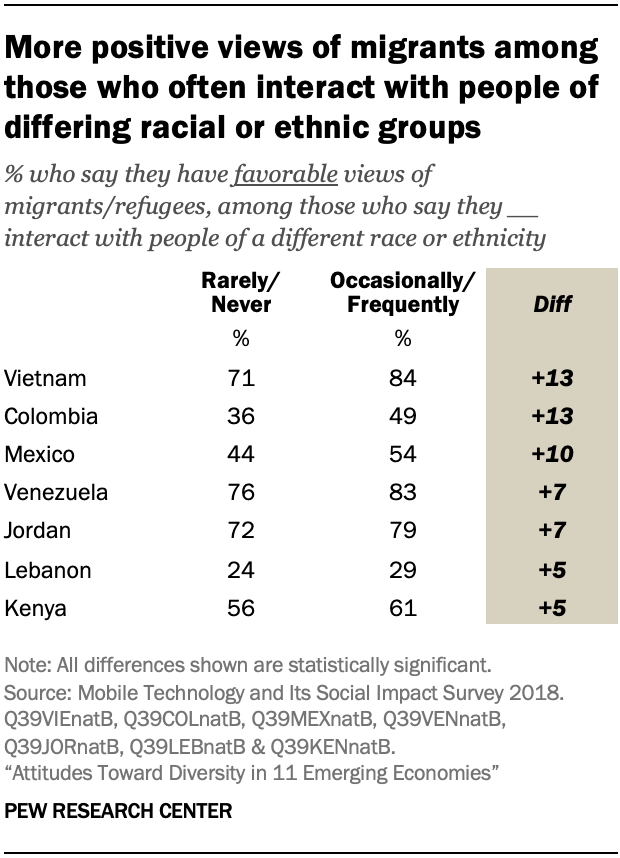 More positive views of migrants among
those who often interact with people of
differing racial or ethnic groups
% who say they have favorable views of
migrants/refugees, among those who say they __
interact with people of a different race or ethnicity
Rarely/ Occasionally/
Never Frequently Diff
% %
Vietnam 71 84 +13
Colombia 36 49 +13
Mexico 44 54 +10
Venezuela 76 83 +7
Jordan 72 79 +7
Lebanon 24 29 +5
Kenya 56 61 +5
Note: All differences shown are statistically significant.
Source: Mobile Technology and Its Social Impact Survey 2018.
Q39VIEnatB, Q39COLnatB, Q39MEXnatB, Q39VENnatB,
Q39JORnatB, Q39LEBnatB & Q39KENnatB.
“Attitudes Toward Diversity in 11 Emerging Economies”
PEW RESEARCH CENTER